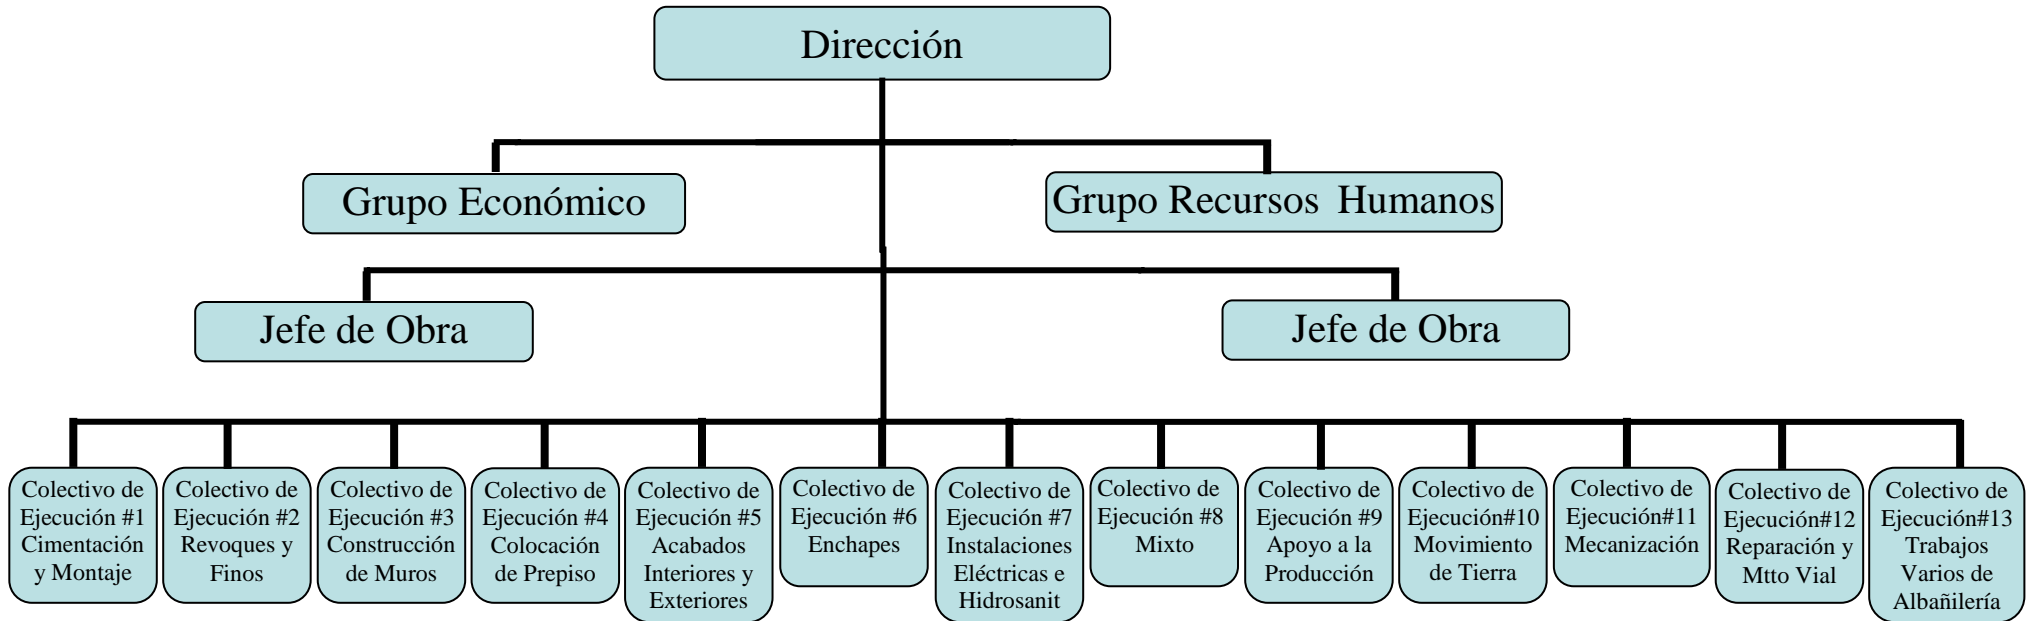 Dirección
Grupo Económico
Grupo Recursos Humanos
Jefe de Obra
Jefe de Obra
Colectivo de
Ejecución #1
Cimentación
y Montaje
Colectivo de
Ejecución #2
Revoques y
Finos
Colectivo de
Ejecución #3
Construcción
de Muros
Colectivo de
Ejecución #4
Colocación
de Prepiso
Colectivo de
Ejecución #5
Acabados
Interiores y
Exteriores
Colectivo de
Ejecución #6
Enchapes
Colectivo de
Ejecución #7
Instalaciones
Eléctricas e
Hidrosanit
Colectivo de
Ejecución #8
Mixto
Colectivo de
Ejecución #9
Apoyo a la
Producción
Colectivo de
Ejecución#10
Movimiento
de Tierra
Colectivo de
Ejecución#11
Mecanización
Colectivo de
Ejecución#12
Reparación y
Mtto Vial
Colectivo de
Ejecución#13
Trabajos
Varios de
Albañilería